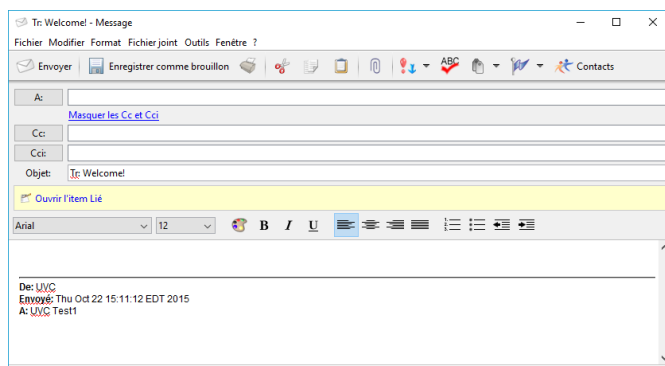 Tr: Welcome! - Message
Fichier Modifier Format Fichier joint Outils Fenêtre ?
Envoyer Enregistrer comme brouillon ABC Contacts
A:
Masquer les Cc et Cci
Cc:
Cci:
Objet: Tr: Welcome!
Ouvrir l'item Lié
Arial 12 B I U
De: UVC
Envoyé: Thu Oct 22 15:11:12 EDT 2015
A: UVC Test1